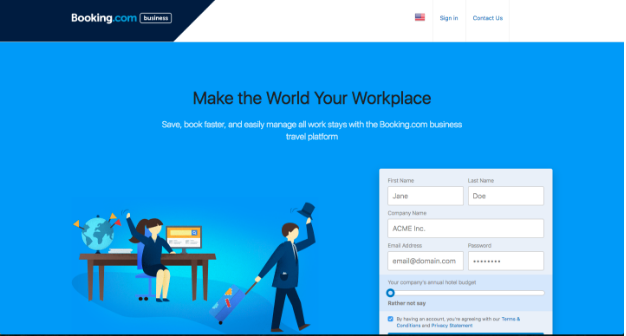 Booking.com business
Sign in
Contact Us
Make the World Your Workplace
Save, book faster, and easily manage all work stays with the Booking.com business
travel platform
First Name
Last Name
Jane
Doe
Company Name
ACME Inc.
Email Address
Password
email@domain.com
••••••••
Your company's annual hotel budget
Rather not say
By having an account, you're agreeing with our Terms &
Conditions and Privacy Statement